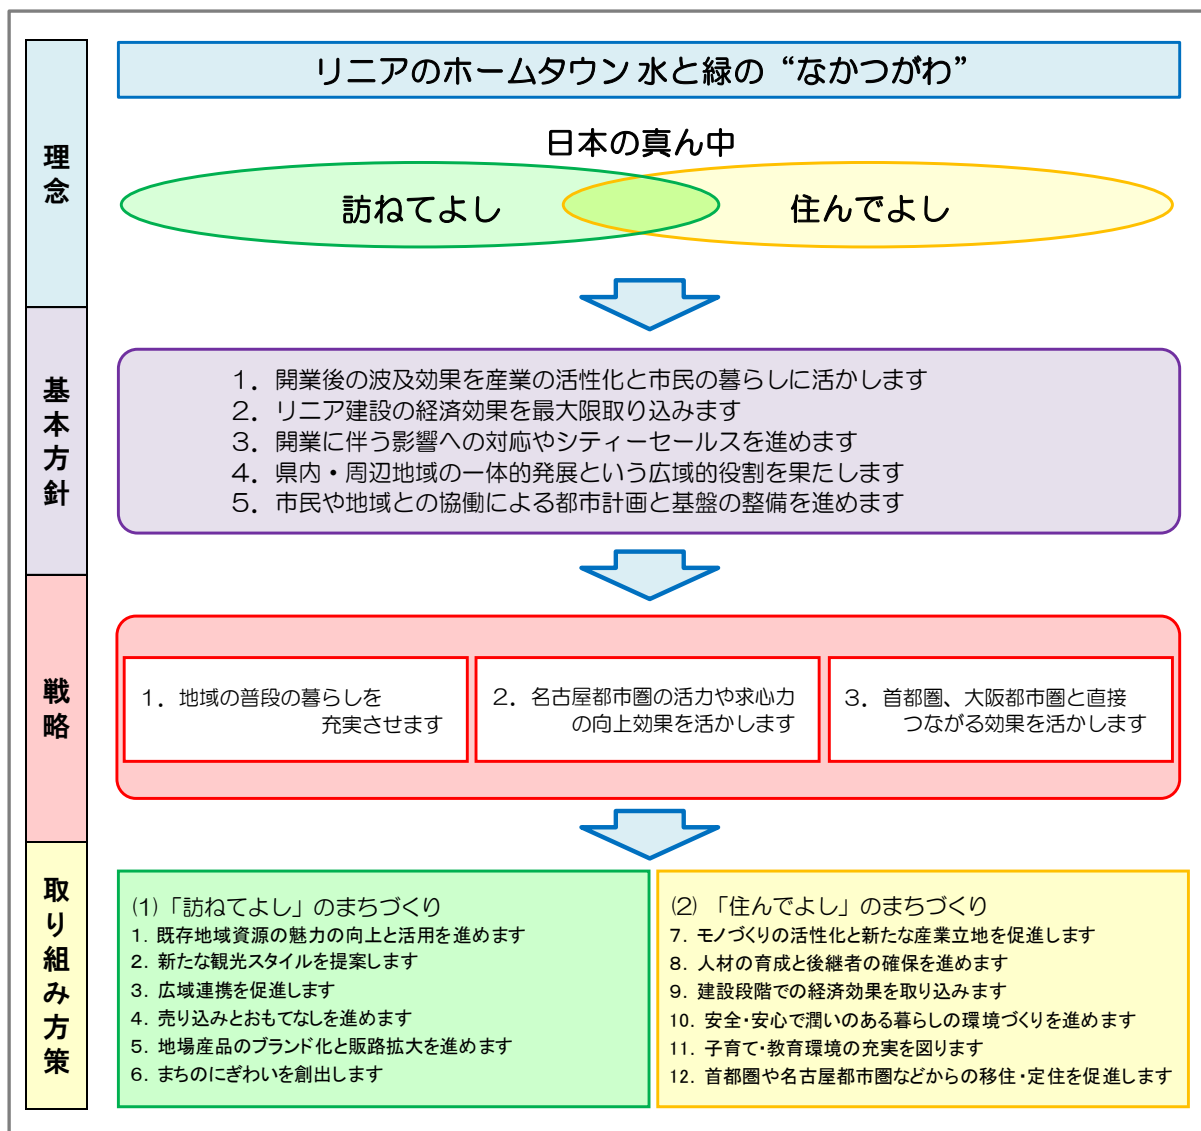 理念
リニアのホームタウン 水と緑の “なかつがわ”
日本の真ん中
訪ねてよし
住んでよし
基本方針
1．開業後の波及効果を産業の活性化と市民の暮らしに活かします
2．リニア建設の経済効果を最大限取り込みます
3．開業に伴う影響への対応やシティーセールスを進めます
4．県内・周辺地域の一体的発展という広域的役割を果たします
5．市民や地域との協働による都市計画と基盤の整備を進めます
戦略
1．地域の普段の暮らしを
充実させます
2．名古屋都市圏の活力や求心力
の向上効果を活かします
3．首都圏、大阪都市圏と直接
つながる効果を活かします
取り組み方策
⑴「訪ねてよし」のまちづくり
1. 既存地域資源の魅力の向上と活用を進めます
2. 新たな観光スタイルを提案します
3. 広域連携を促進します
4. 売り込みとおもてなしを進めます
5. 地場産品のブランド化と販路拡大を進めます
6. まちのにぎわいを創出します
⑵ 「住んでよし」のまちづくり
7. モノづくりの活性化と新たな産業立地を促進します
8. 人材の育成と後継者の確保を進めます
9. 建設段階での経済効果を取り込みます
10. 安全・安心で潤いのある暮らしの環境づくりを進めます
11. 子育て・教育環境の充実を図ります
12. 首都圏や名古屋都市圏などからの移住・定住を促進します